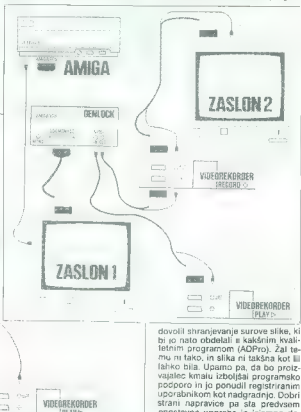 AMIGA
GENLOCK
ZASLON 2
VIDEOREKORDER
(RECORD)
ZASLON 1
VIDEOREKORDER
(PLAY ▷
VIDEOREKORDER
dovolil shranjevanje surove slike, ki
bi jo nato obdelali s kakšnim kvali-
letnim programom (ADPro). Žal te-
mu ni tako, in slika ni takšna kot bi
lahko bila. Upamo pa, da bo proiz-
vajalec kmalu izboljšal programsko
podporo in jo ponudil registriranim
uporabnikom kot nadgradnjo. Dobri
strani napravice pa sta predvsem